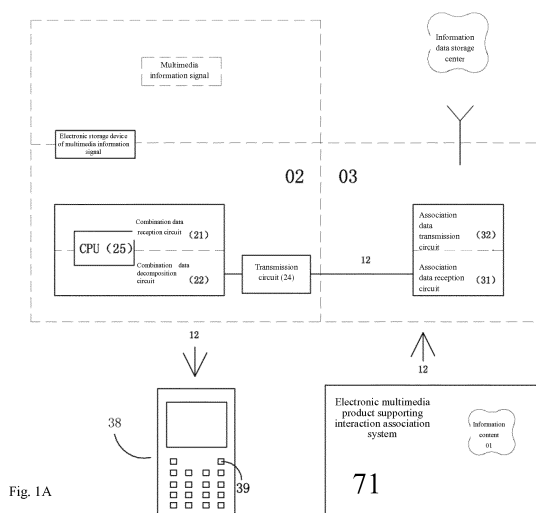 Information
data storage
center
Multimedia
information signal
Electronic storage device
of multimedia information
signal
02
03
Combination data
reception circuit
(21)
CPU (25)
Combination data
decomposition
circuit
(22)
Transmission
circuit (24)
12
Association
data
transmission
circuit
(32)
Association
data reception
circuit
(31)
12
12
Electronic multimedia
product supporting
interaction association
system
Information
content
01
71
38
39
Fig. 1A